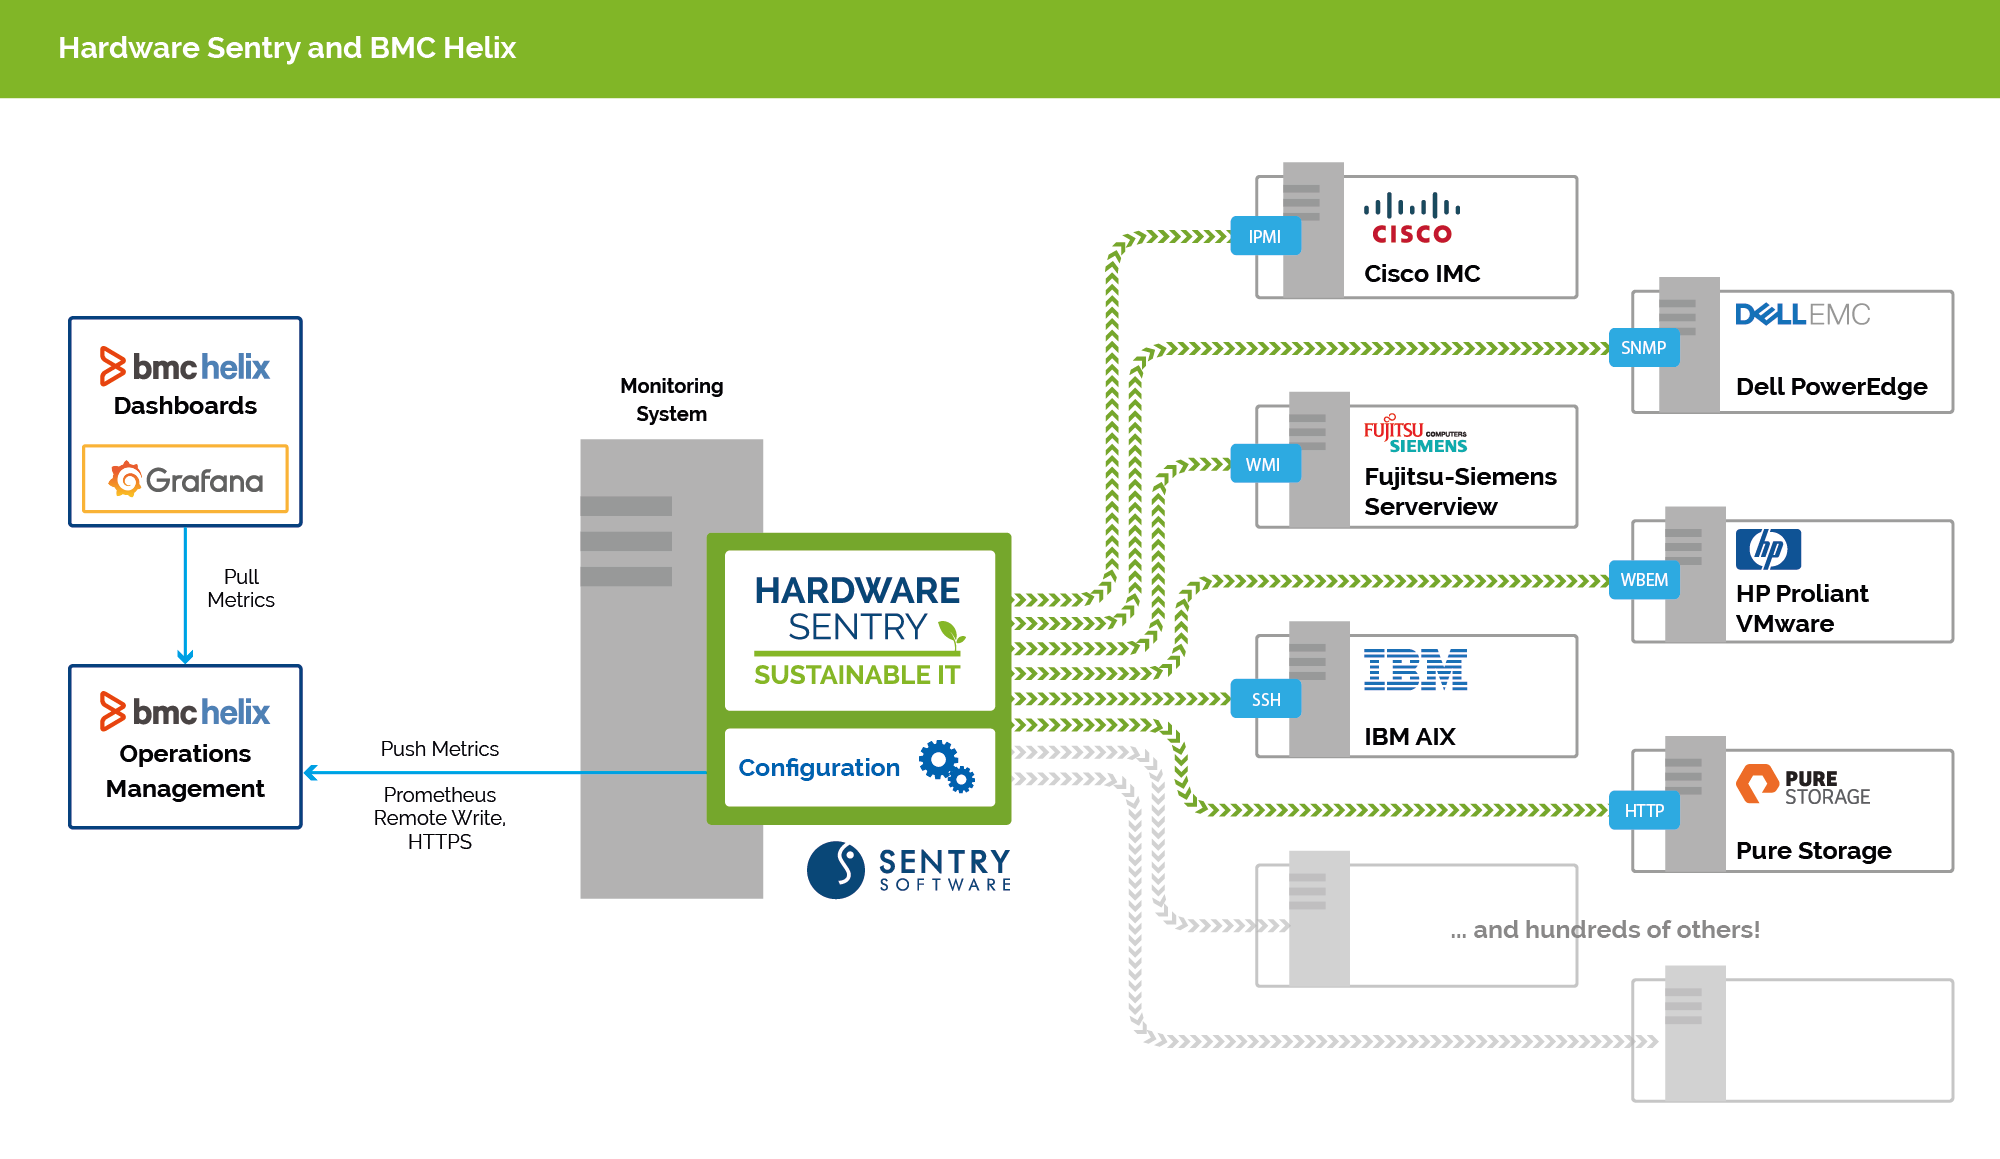 Hardware Sentry and BMC Helix
bmc helix
Dashboards
Grafana
Pull
Metrics
bmc helix
Operations
Management
Push Metrics
Prometheus
Remote Write,
HTTPS
Monitoring
System
HARDWARE
SENTRY
SUSTAINABLE IT
Configuration
SENTRY
SOFTWARE
IPMI
CISCO
Cisco IMC
SNMP
DELL EMC
Dell PowerEdge
WMI
FUJITSU COMPUTERS
SIEMENS
Fujitsu-Siemens
Serverview
WBEM
hp
HP Proliant
VMware
SSH
IBM
IBM AIX
HTTP
PURE
STORAGE
Pure Storage
... and hundreds of others!